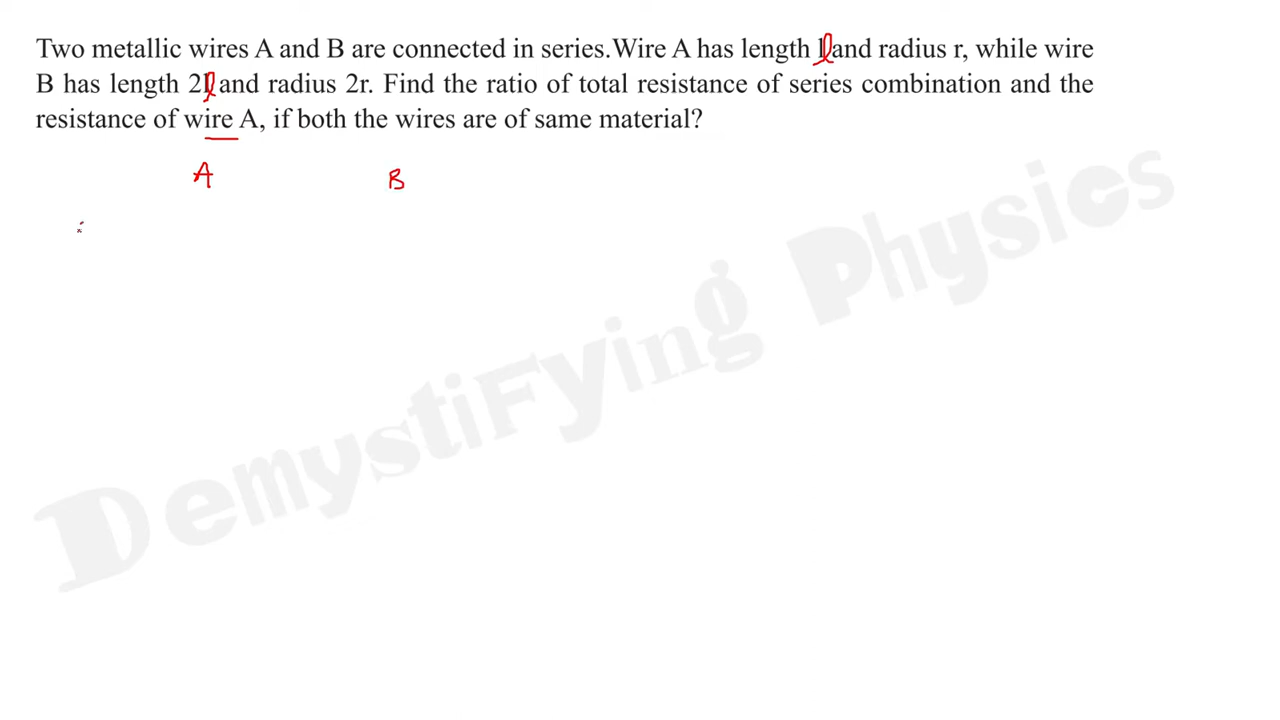 Two metallic wires A and B are connected in series.Wire A has length l and radius r, while wire
B has length 2l and radius 2r. Find the ratio of total resistance of series combination and the
resistance of wire A, if both the wires are of same material?
A B
DemystiFying Physics